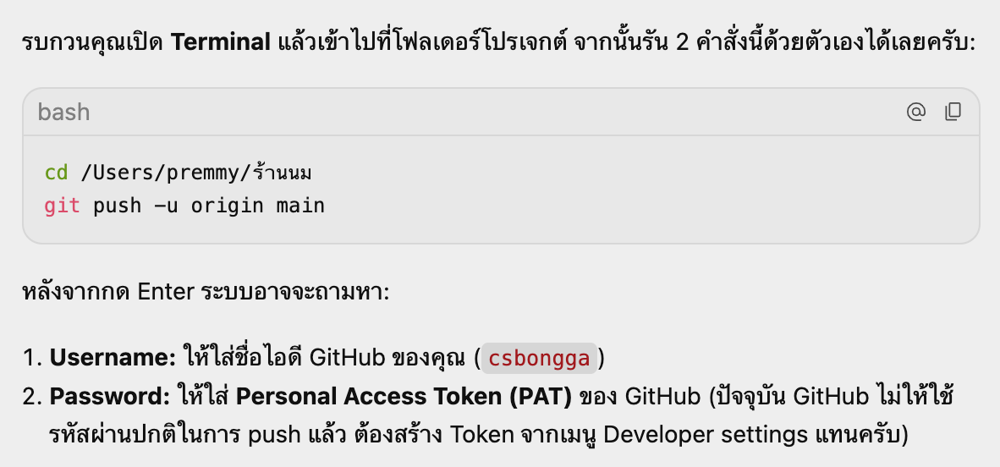 รบกวนคุณเปิด Terminal แล้วเข้าไปที่โฟลเดอร์โปรเจกต์ จากนั้นรัน 2 คำสั่งนี้ด้วยตัวเองได้เลยครับ:
bash
cd /Users/premmy/ร้านนม
git push -u origin main
หลังจากกด Enter ระบบอาจจะถามหา:
1. Username: ให้ใส่ชื่อไอดี GitHub ของคุณ (csbongga)
2. Password: ให้ใส่ Personal Access Token (PAT) ของ GitHub (ปัจจุบัน GitHub ไม่ให้ใช้
รหัสผ่านปกติในการ push แล้ว ต้องสร้าง Token จากเมนู Developer settings แทนครับ)